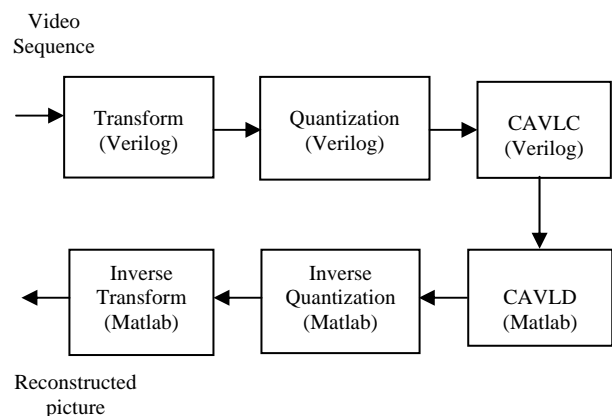 Video
Sequence
Transform
(Verilog)
Quantization
(Verilog)
CAVLC
(Verilog)
Inverse
Transform
(Matlab)
Inverse
Quantization
(Matlab)
CAVLD
(Matlab)
Reconstructed
picture